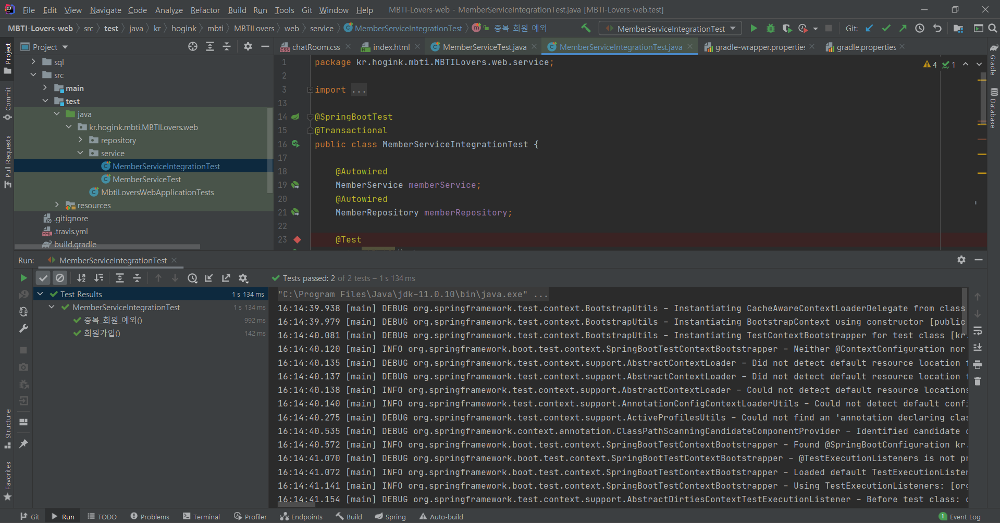 File Edit View Navigate Code Analyze Refactor Build Run Tools Git Window Help MBTI-Lovers-web - MemberServiceIntegrationTest.java [MBTI-Lovers-web.test]
MBTI-Lovers-web src test java kr hogink mbti MBTILovers web service MemberServiceIntegrationTest 중복_회원_예외 MemberServiceIntegrationTest Git:
Project
chatRoom.css index.html MemberServiceTest.java MemberServiceIntegrationTest.java gradle-wrapper.properties gradle.properties
Project
Commit
Pull Requests
Structure
Favorites
Gradle
Database
sql
src
main
test
java
kr.hogink.mbti.MBTILovers.web
repository
service
MemberServiceIntegrationTest
MemberServiceTest
MbtiLoversWebApplicationTests
resources
.gitignore
.travis.yml
build.gradle
4 1
1 package kr.hogink.mbti.MBTILovers.web.service;
2
3 import ...
13
14 @SpringBootTest
15 @Transactional
16 public class MemberServiceIntegrationTest {
17
18 @Autowired
19 MemberService memberService;
20 @Autowired
21 MemberRepository memberRepository;
22
23 @Test
Run: MemberServiceIntegrationTest
Tests passed: 2 of 2 tests – 1 s 134 ms
Test Results 1 s 134 ms
MemberServiceIntegrationTest 1 s 134 ms
중복_회원_예외() 992 ms
회원가입() 142 ms
"C:\Program Files\Java\jdk-11.0.10\bin\java.exe" ...
16:14:39.938 [main] DEBUG org.springframework.test.context.BootstrapUtils - Instantiating CacheAwareContextLoaderDelegate from class
16:14:39.979 [main] DEBUG org.springframework.test.context.BootstrapUtils - Instantiating BootstrapContext using constructor [public
16:14:40.081 [main] DEBUG org.springframework.test.context.BootstrapUtils - Instantiating TestContextBootstrapper for test class [kr.
16:14:40.120 [main] INFO org.springframework.boot.test.context.SpringBootTestContextBootstrapper - Neither @ContextConfiguration nor
16:14:40.135 [main] DEBUG org.springframework.test.context.support.AbstractContextLoader - Did not detect default resource location
16:14:40.137 [main] DEBUG org.springframework.test.context.support.AbstractContextLoader - Did not detect default resource location
16:14:40.138 [main] INFO org.springframework.test.context.support.AbstractContextLoader - Could not detect default resource locations
16:14:40.140 [main] INFO org.springframework.test.context.support.AnnotationConfigContextLoaderUtils - Could not detect default confi
16:14:40.275 [main] DEBUG org.springframework.test.context.support.ActiveProfilesUtils - Could not find an 'annotation declaring clas
16:14:40.535 [main] DEBUG org.springframework.context.annotation.ClassPathScanningCandidateComponentProvider - Identified candidate c
16:14:40.572 [main] INFO org.springframework.boot.test.context.SpringBootTestContextBootstrapper - Found @SpringBootConfiguration kr.
16:14:41.070 [main] DEBUG org.springframework.boot.test.context.SpringBootTestContextBootstrapper - @TestExecutionListeners is not pr
16:14:41.072 [main] INFO org.springframework.boot.test.context.SpringBootTestContextBootstrapper - Loaded default TestExecutionListen
16:14:41.141 [main] INFO org.springframework.boot.test.context.SpringBootTestContextBootstrapper - Using TestExecutionListeners: [org
16:14:41.154 [main] DEBUG org.springframework.test.context.support.AbstractDirtiesContextTestExecutionListener - Before test class: c
Git Run TODO Problems Terminal Profiler Endpoints Build Spring Auto-build 1 Event Log